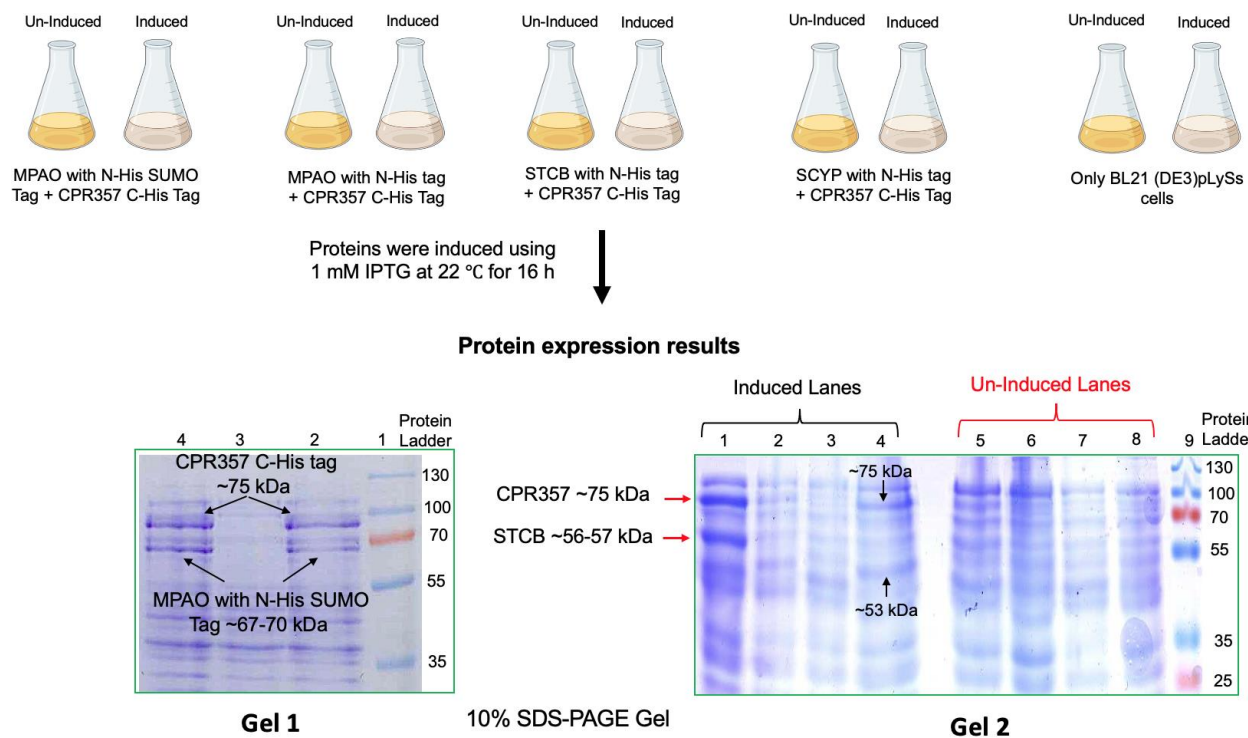 Un-Induced Induced
Un-Induced Induced
Un-Induced Induced
Un-Induced Induced
Un-Induced Induced
MPAO with N-His SUMO
Tag + CPR357 C-His Tag
MPAO with N-His tag
+ CPR357 C-His Tag
STCB with N-His tag
+ CPR357 C-His Tag
SCYP with N-His tag
+ CPR357 C-His Tag
Only BL21 (DE3)pLySs
cells
Proteins were induced using
1 mM IPTG at 22 ℃ for 16 h
Protein expression results
4 3 2 1
Protein
Ladder
CPR357 C-His tag
~75 kDa
MPAO with N-His SUMO
Tag ~67-70 kDa
130
100
70
55
35
Gel 1
10% SDS-PAGE Gel
Induced Lanes
Un-Induced Lanes
1 2 3 4 5 6 7 8 9
Protein
Ladder
CPR357 ~75 kDa
STCB ~56-57 kDa
~75 kDa
~53 kDa
130
100
70
55
35
25
Gel 2